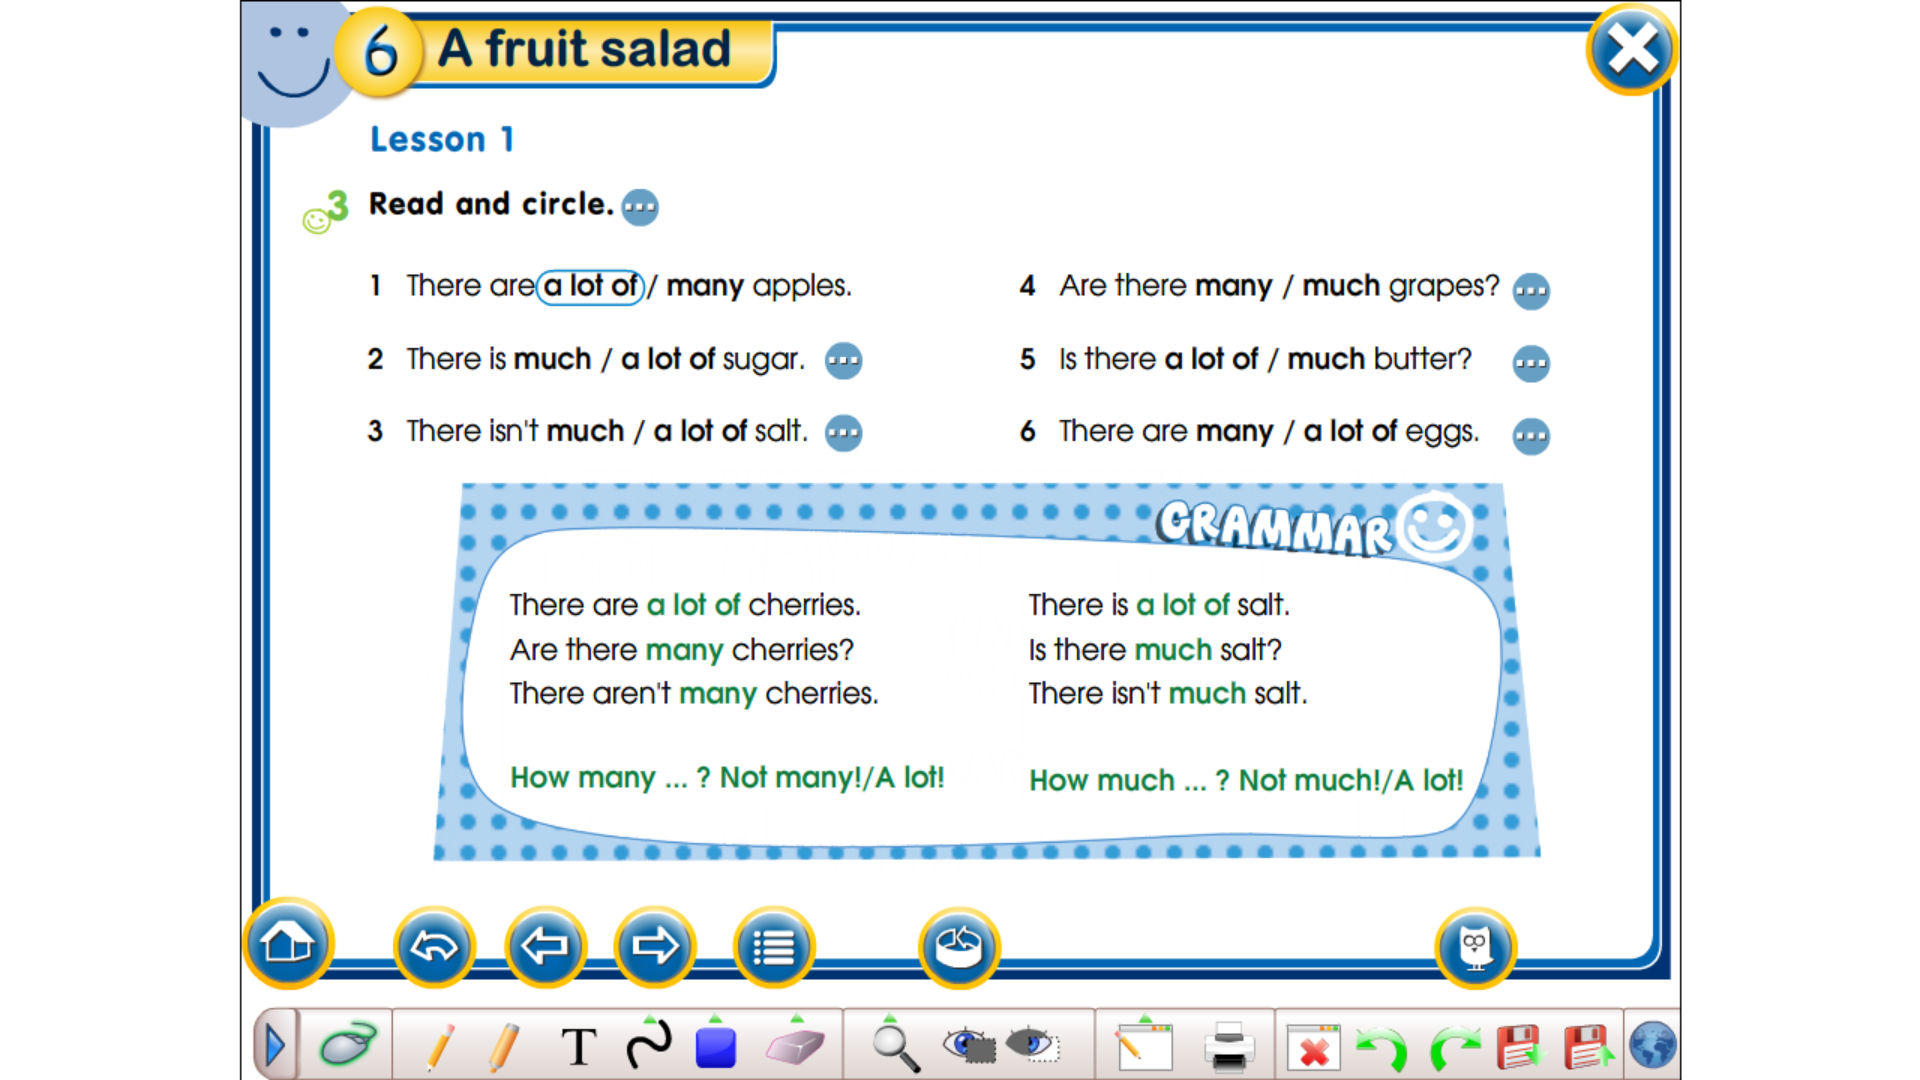 6 A fruit salad
Lesson 1
3 Read and circle.
1 There are a lot of / many apples.
2 There is much / a lot of sugar.
3 There isn't much / a lot of salt.
4 Are there many / much grapes?
5 Is there a lot of / much butter?
6 There are many / a lot of eggs.
GRAMMAR
There are a lot of cherries.
Are there many cherries?
There aren't many cherries.
How many ... ? Not many!/A lot!
There is a lot of salt.
Is there much salt?
There isn't much salt.
How much ... ? Not much!/A lot!
T